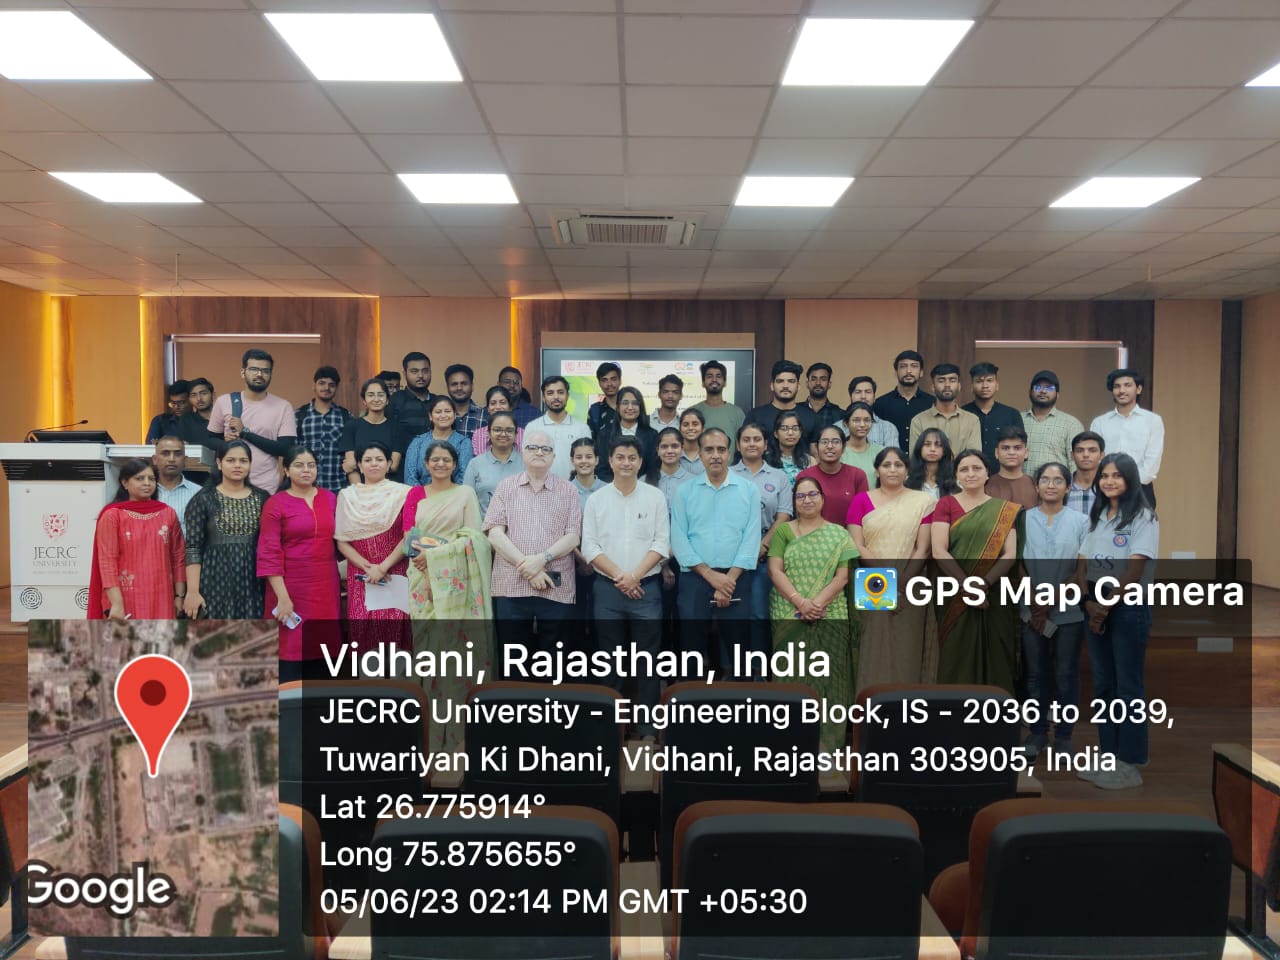 JECRC
UNIVERSITY
GPS Map Camera
Vidhani, Rajasthan, India
JECRC University - Engineering Block, IS - 2036 to 2039,
Tuwariyan Ki Dhani, Vidhani, Rajasthan 303905, India
Lat 26.775914°
Long 75.875655°
05/06/23 02:14 PM GMT +05:30
Google